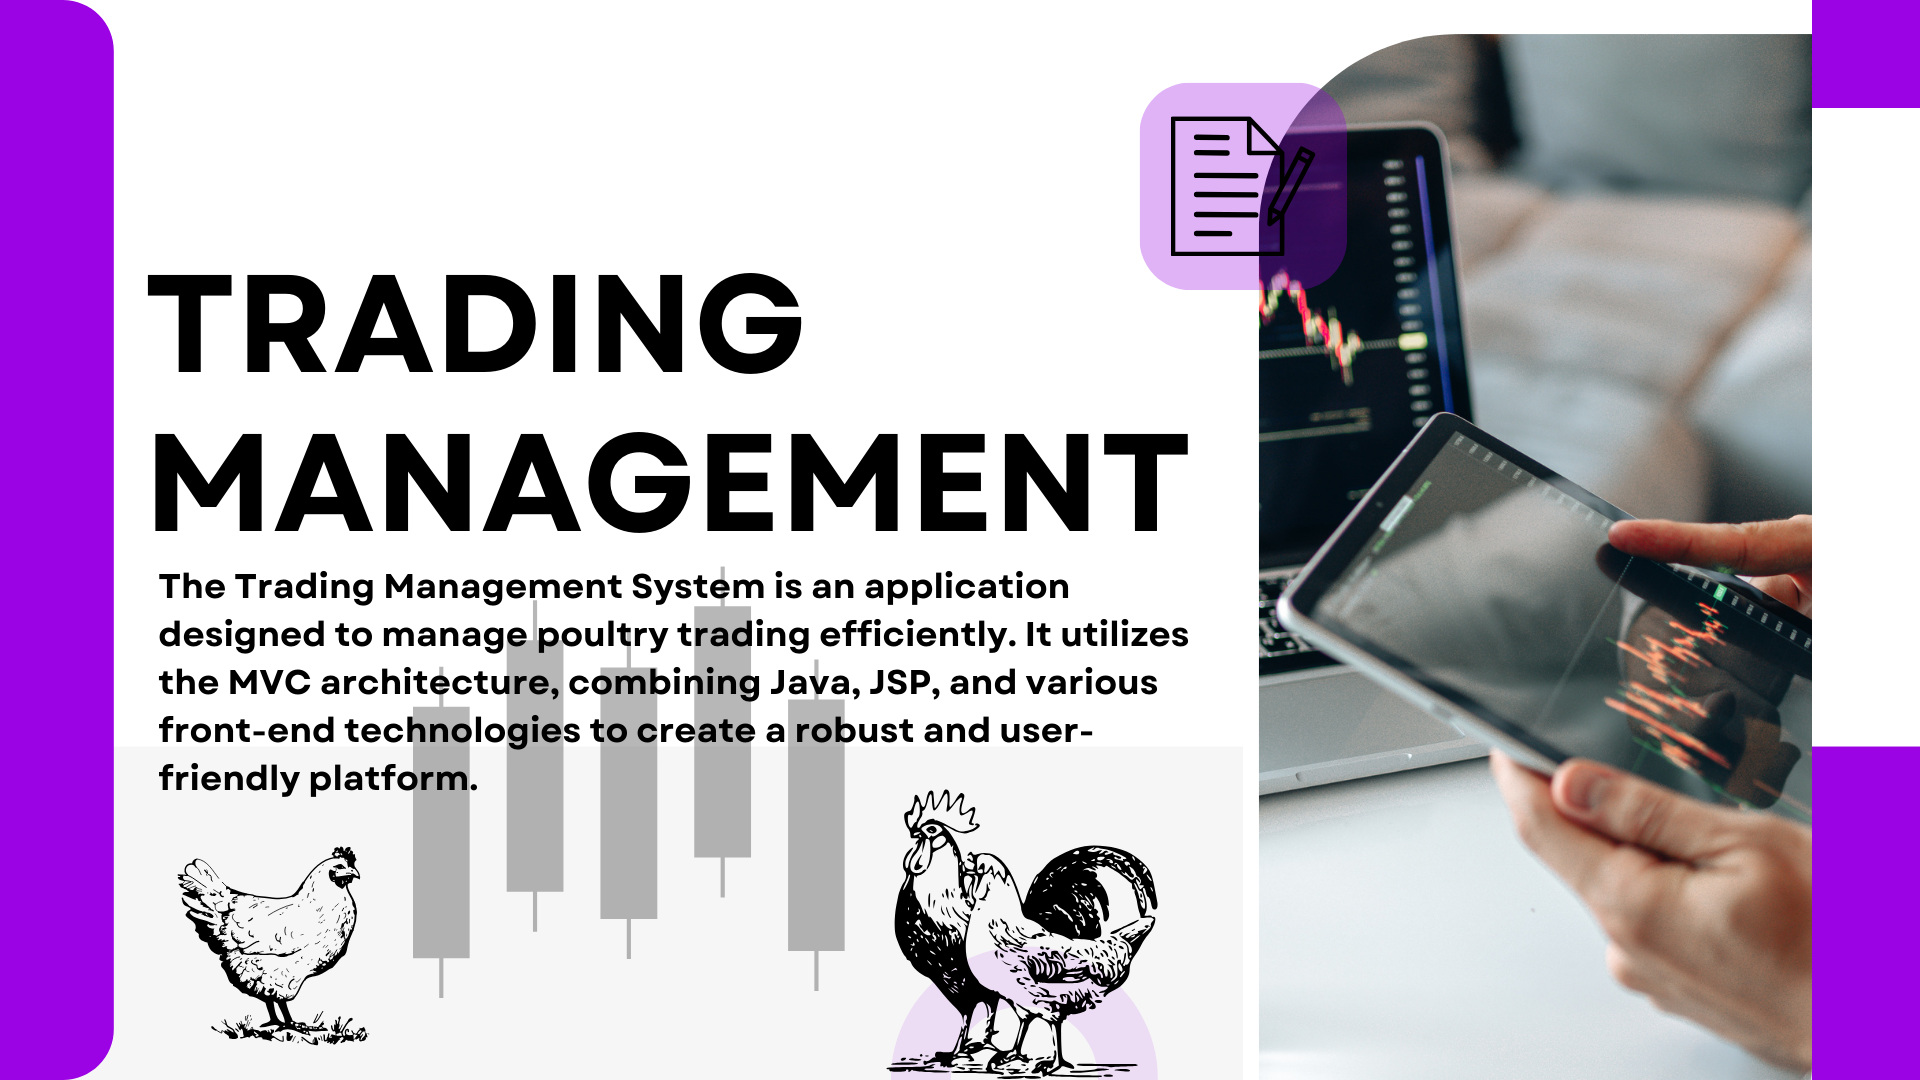 TRADING
MANAGEMENT
The Trading Management System is an application
designed to manage poultry trading efficiently. It utilizes
the MVC architecture, combining Java, JSP, and various
front-end technologies to create a robust and user-
friendly platform.